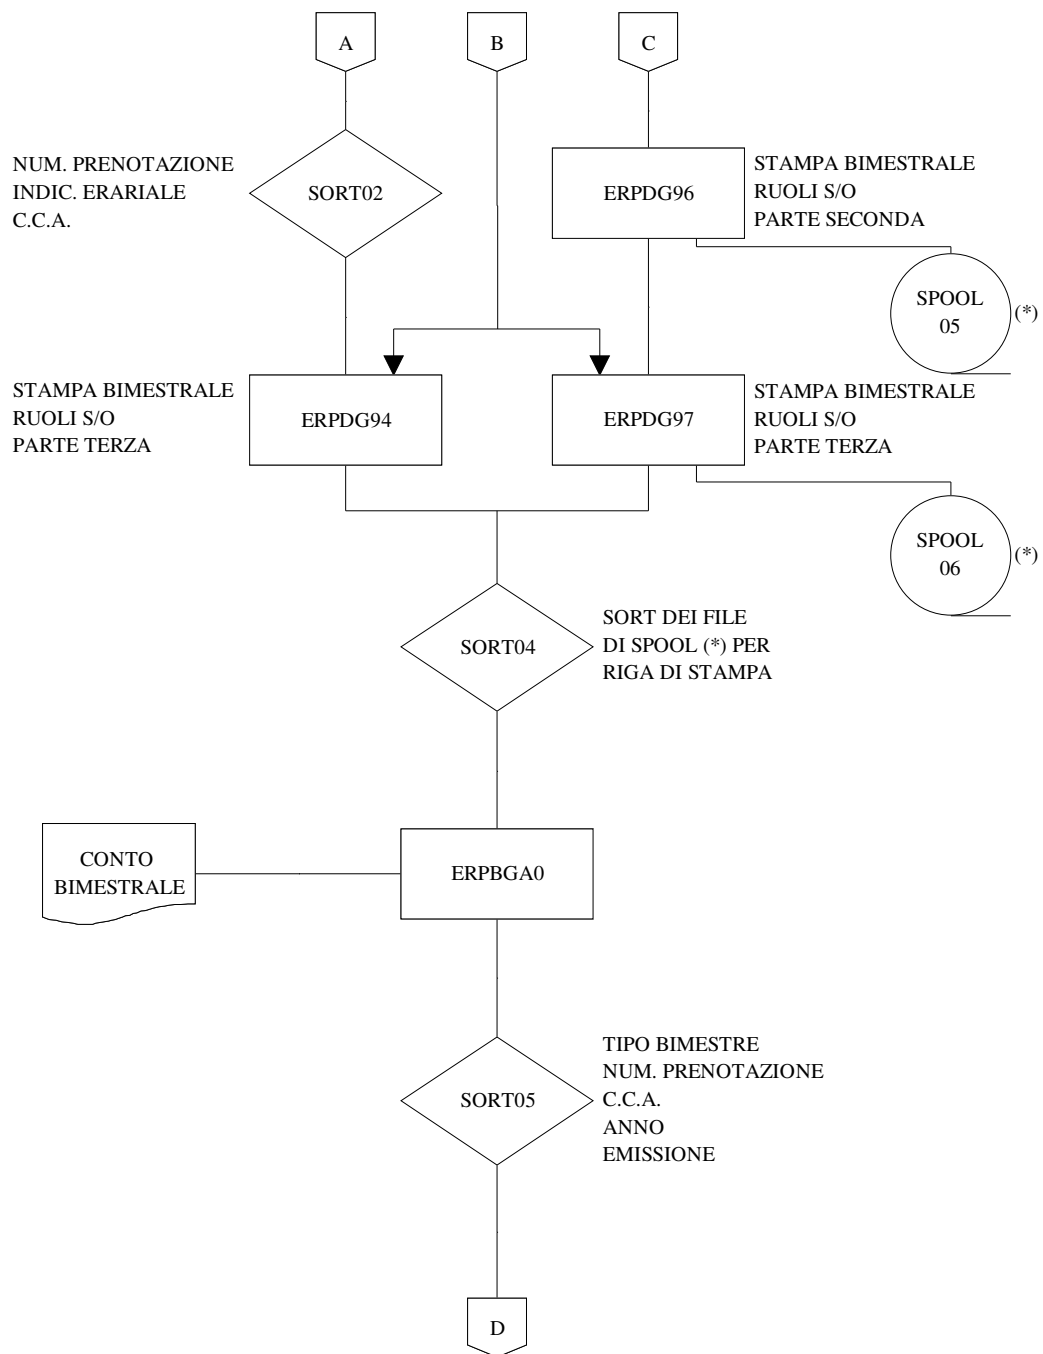 A
B
C
NUM. PRENOTAZIONE
INDIC. ERARIALE
C.C.A.
SORT02
ERPDG96
STAMPA BIMESTRALE
RUOLI S/O
PARTE SECONDA
SPOOL
05
(*)
STAMPA BIMESTRALE
RUOLI S/O
PARTE TERZA
ERPDG94
ERPDG97
STAMPA BIMESTRALE
RUOLI S/O
PARTE TERZA
SPOOL
06
(*)
SORT04
SORT DEI FILE
DI SPOOL (*) PER
RIGA DI STAMPA
CONTO
BIMESTRALE
ERPBGA0
SORT05
TIPO BIMESTRE
NUM. PRENOTAZIONE
C.C.A.
ANNO
EMISSIONE
D